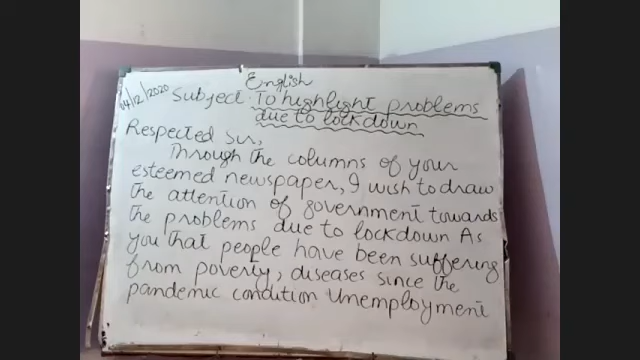 English
04/12/2020
Subject. To highlight problems
due to lockdown
Respected Sir,
Through the columns of your
esteemed newspaper, I wish to draw
the attention of government towards
the problems due to lockdown As
you that people have been suffering
from poverty, diseases since the
pandemic condition Unemployment